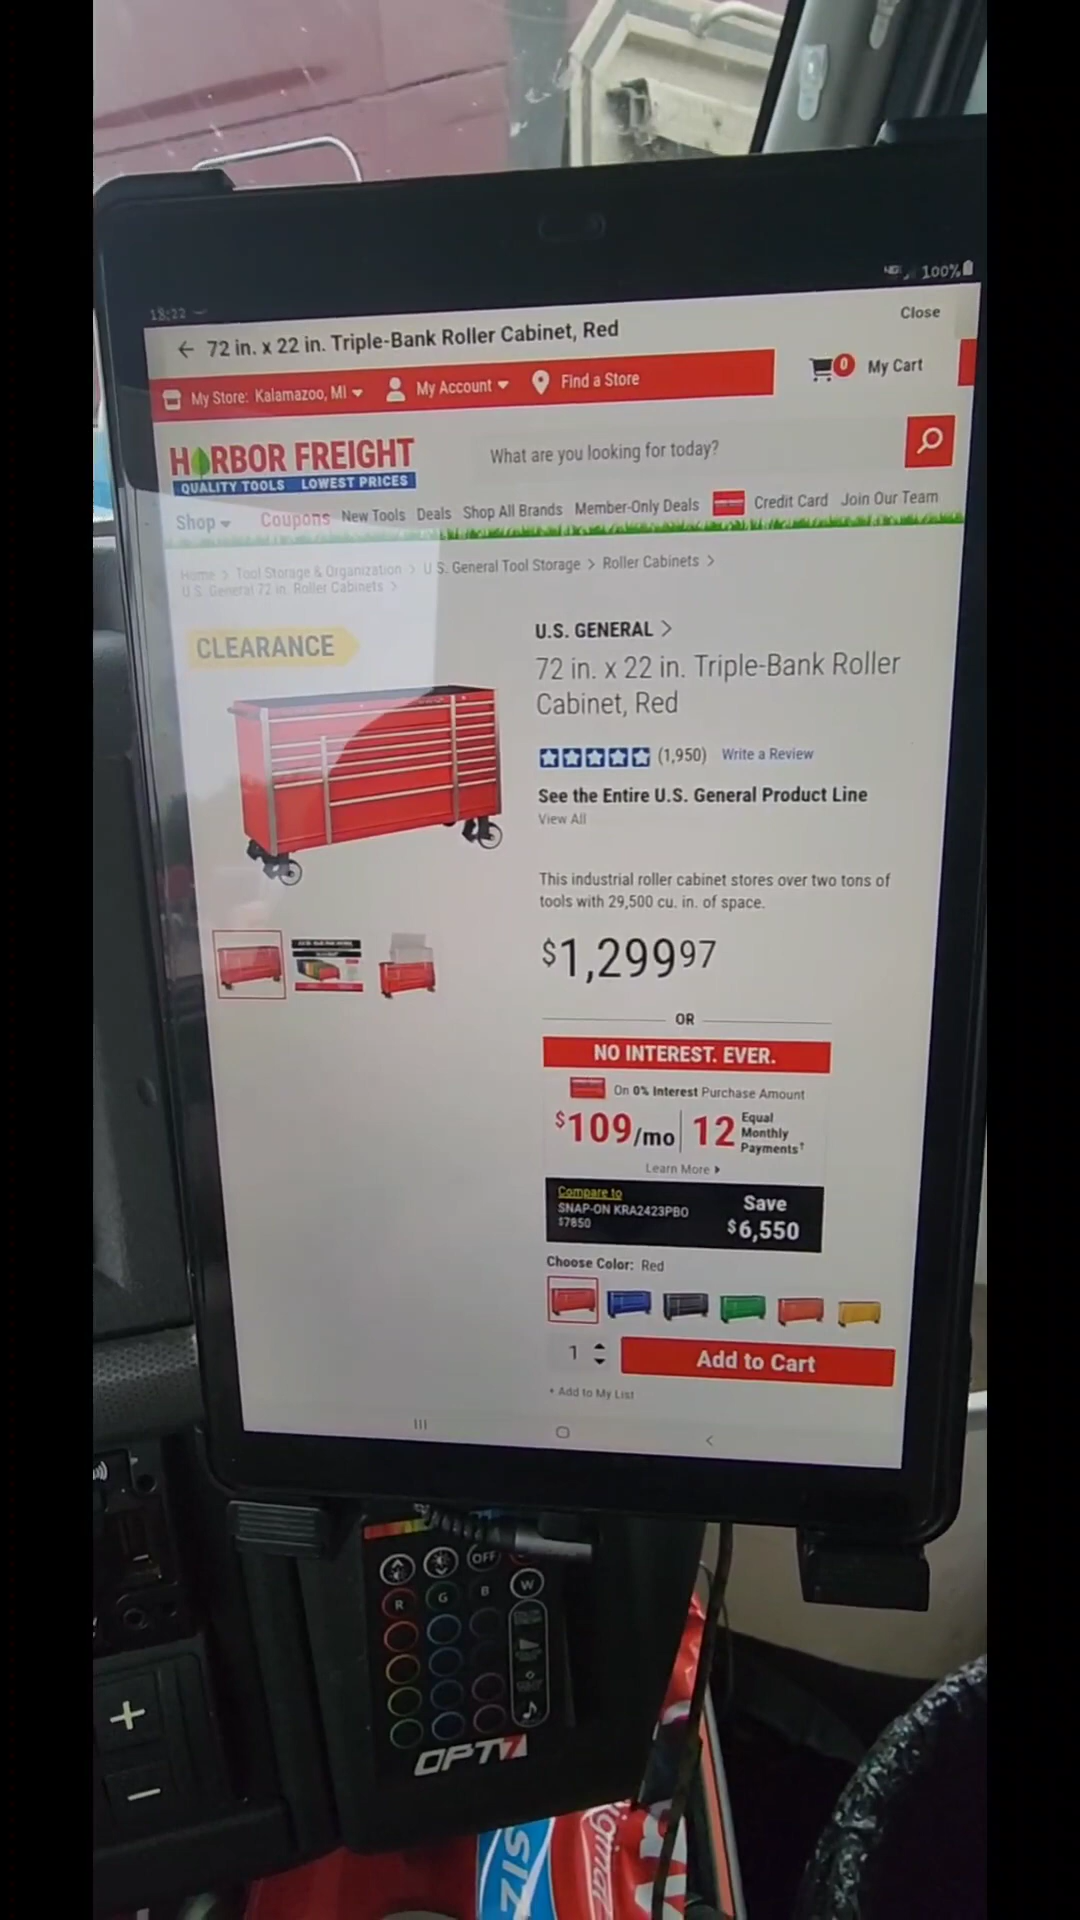 18:22
100%
Close
← 72 in. x 22 in. Triple-Bank Roller Cabinet, Red
My Store: Kalamazoo, MI
My Account
Find a Store
0 My Cart
HARBOR FREIGHT
QUALITY TOOLS LOWEST PRICES
What are you looking for today?
Shop Coupons New Tools Deals Shop All Brands Member-Only Deals Credit Card Join Our Team
Home > Tool Storage & Organization > U.S. General Tool Storage > Roller Cabinets >
U.S. General 72 in. Roller Cabinets >
CLEARANCE
U.S. GENERAL >
72 in. x 22 in. Triple-Bank Roller
Cabinet, Red
(1,950) Write a Review
See the Entire U.S. General Product Line
View All
This industrial roller cabinet stores over two tons of
tools with 29,500 cu. in. of space.
$1,299 97
OR
NO INTEREST. EVER.
On 0% Interest Purchase Amount
$109/mo 12 Equal
Monthly
Payments†
Learn More
Compare to
SNAP-ON KRA2423PBO
$7850
Save
$6,550
Choose Color: Red
1
Add to Cart
+ Add to My List
OFF
R G B W
+
OPT7
−
SIZ